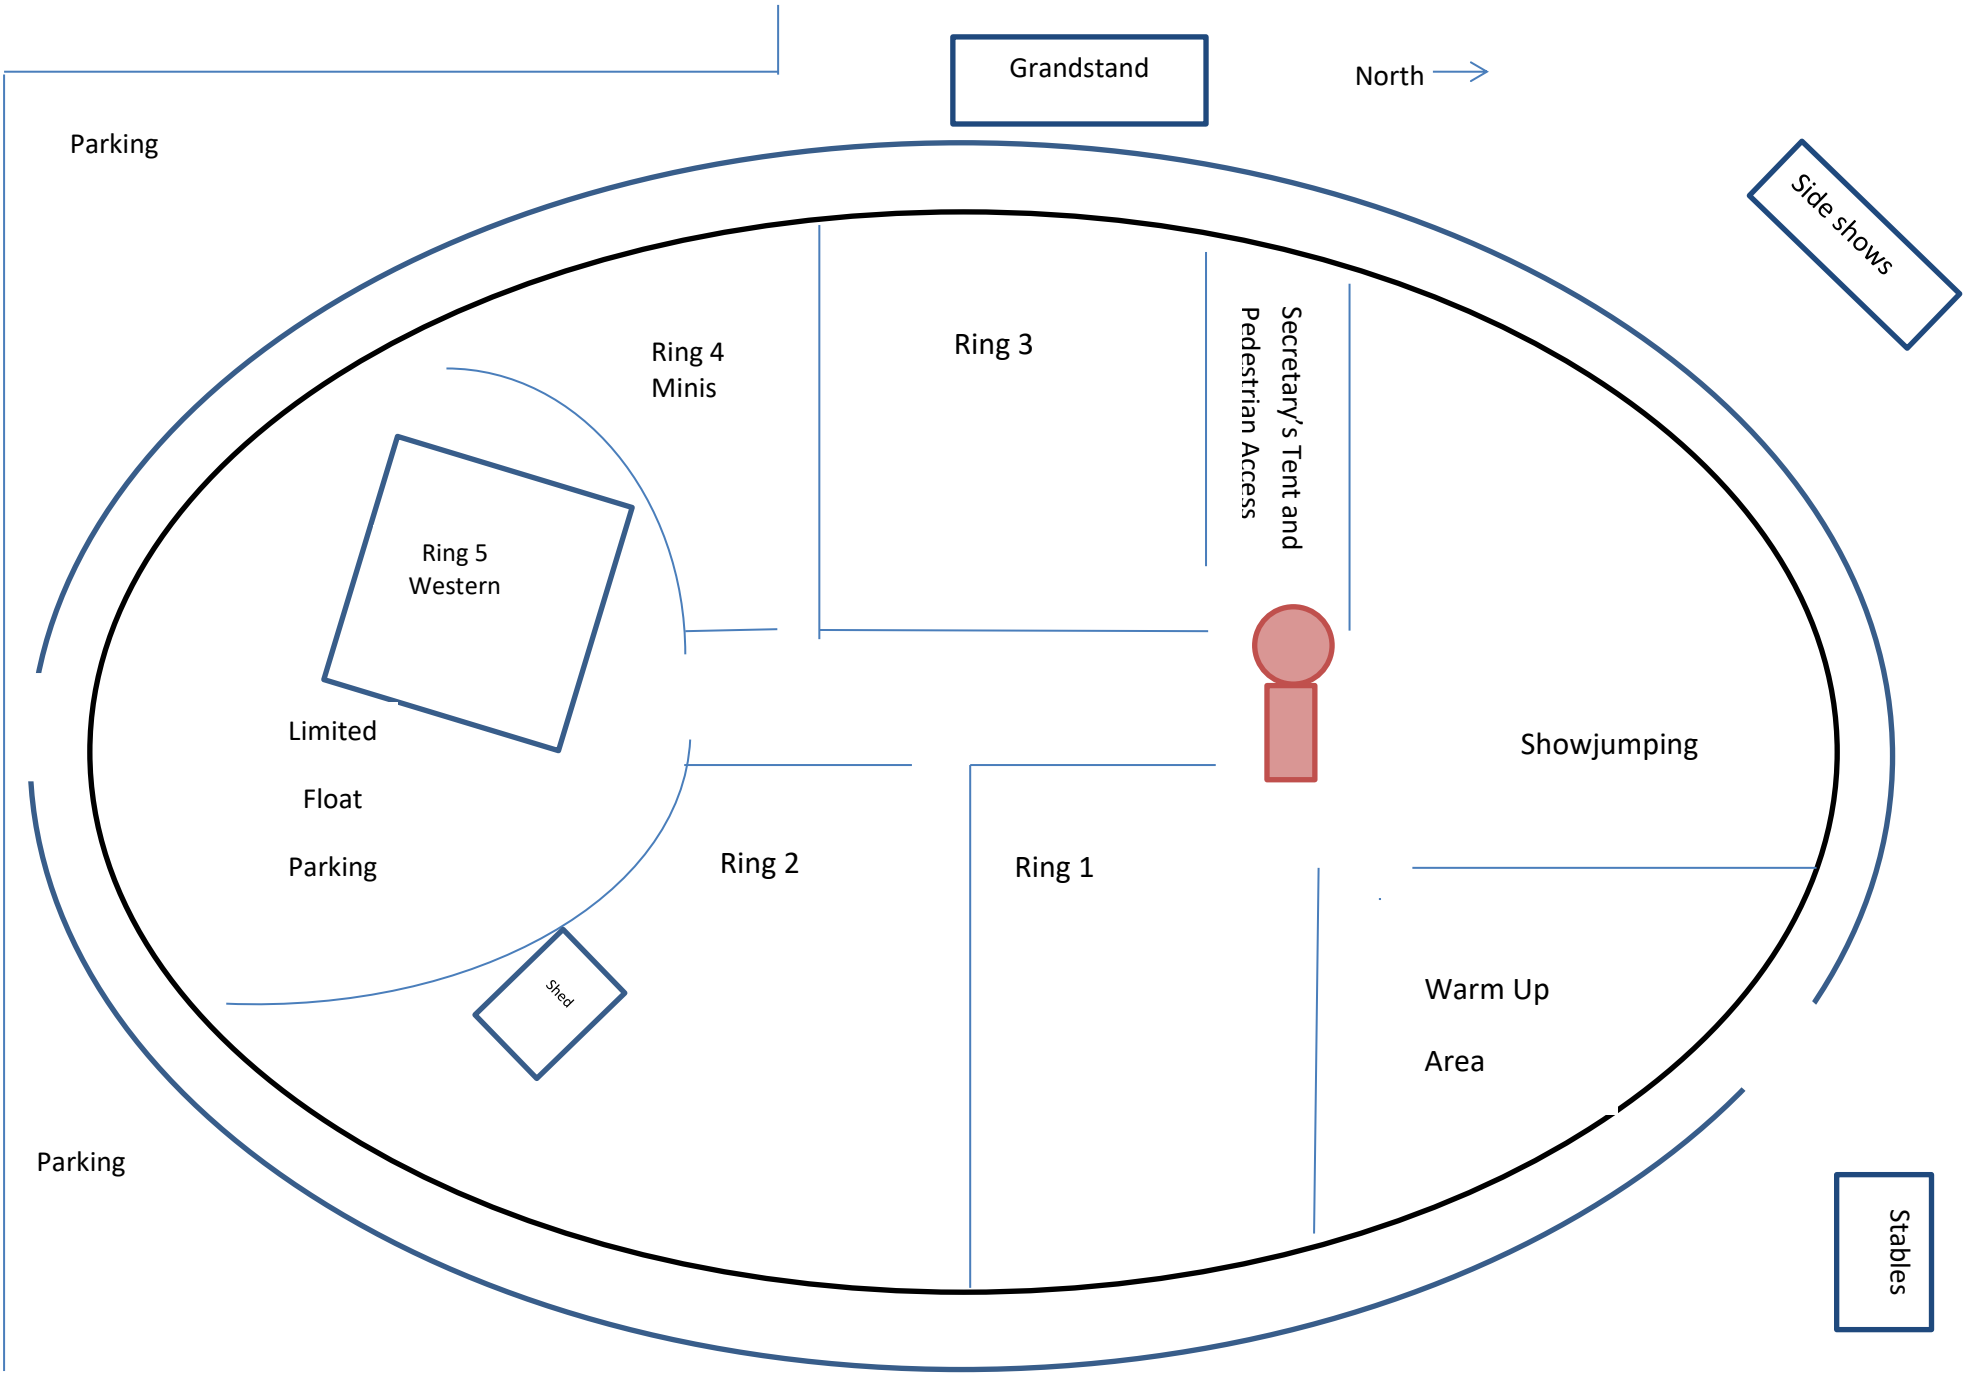 Grandstand
North
Parking
Side shows
Ring 4
Minis
Ring 3
Secretary's Tent and
Pedestrian Access
Ring 5
Western
Limited
Float
Parking
Showjumping
Ring 2
Ring 1
Shed
Warm Up
Area
Parking
Stables